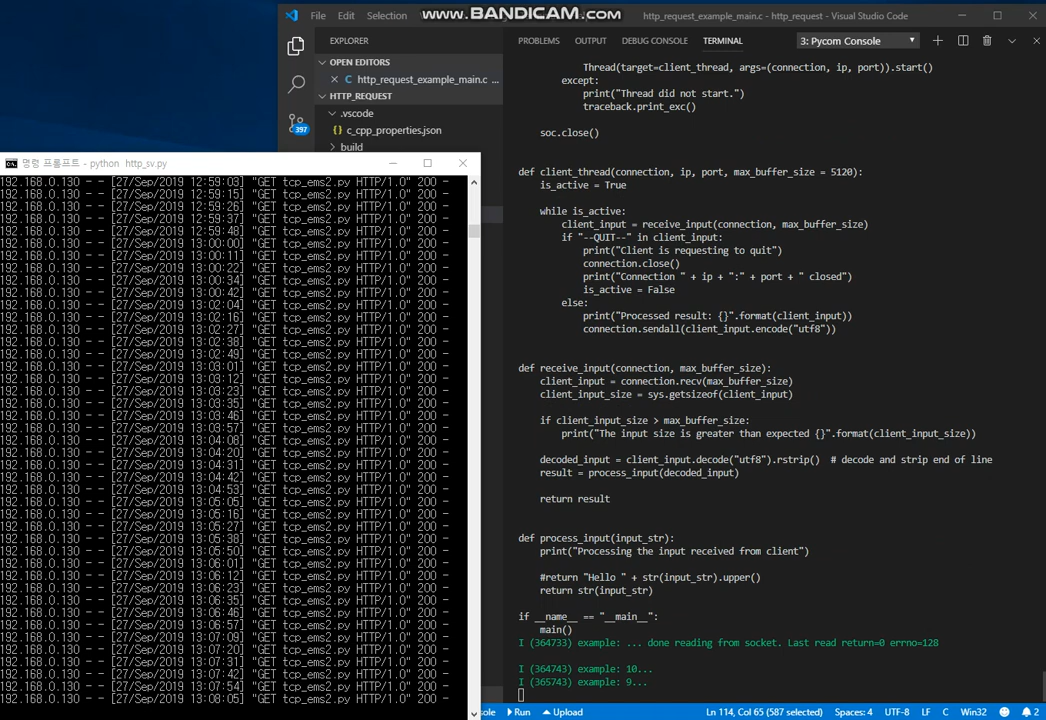 File Edit Selection
www.BANDICAM.com
http_request_example_main.c - http_request - Visual Studio Code
EXPLORER
OPEN EDITORS
C http_request_example_main.c ...
HTTP_REQUEST
.vscode
{} c_cpp_properties.json
build
397
PROBLEMS OUTPUT DEBUG CONSOLE TERMINAL 3: Pycom Console
Thread(target=client_thread, args=(connection, ip, port)).start()
except:
print("Thread did not start.")
traceback.print_exc()
soc.close()
def client_thread(connection, ip, port, max_buffer_size = 5120):
is_active = True
while is_active:
client_input = receive_input(connection, max_buffer_size)
if "--QUIT--" in client_input:
print("Client is requesting to quit")
connection.close()
print("Connection " + ip + ":" + port + " closed")
is_active = False
else:
print("Processed result: {}".format(client_input))
connection.sendall(client_input.encode("utf8"))
def receive_input(connection, max_buffer_size):
client_input = connection.recv(max_buffer_size)
client_input_size = sys.getsizeof(client_input)
if client_input_size > max_buffer_size:
print("The input size is greater than expected {}".format(client_input_size))
decoded_input = client_input.decode("utf8").rstrip()  # decode and strip end of line
result = process_input(decoded_input)
return result
def process_input(input_str):
print("Processing the input received from client")
#return "Hello " + str(input_str).upper()
return str(input_str)
if __name__ == "__main__":
main()
I (364733) example: ... done reading from socket. Last read return=0 errno=128
I (364743) example: 10...
I (365743) example: 9...
명령 프롬프트 - python http_sv.py
192.168.0.130 - - [27/Sep/2019 12:59:03] "GET tcp_ems2.py HTTP/1.0" 200 -
192.168.0.130 - - [27/Sep/2019 12:59:15] "GET tcp_ems2.py HTTP/1.0" 200 -
192.168.0.130 - - [27/Sep/2019 12:59:26] "GET tcp_ems2.py HTTP/1.0" 200 -
192.168.0.130 - - [27/Sep/2019 12:59:37] "GET tcp_ems2.py HTTP/1.0" 200 -
192.168.0.130 - - [27/Sep/2019 12:59:48] "GET tcp_ems2.py HTTP/1.0" 200 -
192.168.0.130 - - [27/Sep/2019 13:00:00] "GET tcp_ems2.py HTTP/1.0" 200 -
192.168.0.130 - - [27/Sep/2019 13:00:11] "GET tcp_ems2.py HTTP/1.0" 200 -
192.168.0.130 - - [27/Sep/2019 13:00:22] "GET tcp_ems2.py HTTP/1.0" 200 -
192.168.0.130 - - [27/Sep/2019 13:00:34] "GET tcp_ems2.py HTTP/1.0" 200 -
192.168.0.130 - - [27/Sep/2019 13:00:42] "GET tcp_ems2.py HTTP/1.0" 200 -
192.168.0.130 - - [27/Sep/2019 13:02:04] "GET tcp_ems2.py HTTP/1.0" 200 -
192.168.0.130 - - [27/Sep/2019 13:02:16] "GET tcp_ems2.py HTTP/1.0" 200 -
192.168.0.130 - - [27/Sep/2019 13:02:27] "GET tcp_ems2.py HTTP/1.0" 200 -
192.168.0.130 - - [27/Sep/2019 13:02:38] "GET tcp_ems2.py HTTP/1.0" 200 -
192.168.0.130 - - [27/Sep/2019 13:02:49] "GET tcp_ems2.py HTTP/1.0" 200 -
192.168.0.130 - - [27/Sep/2019 13:03:01] "GET tcp_ems2.py HTTP/1.0" 200 -
192.168.0.130 - - [27/Sep/2019 13:03:12] "GET tcp_ems2.py HTTP/1.0" 200 -
192.168.0.130 - - [27/Sep/2019 13:03:23] "GET tcp_ems2.py HTTP/1.0" 200 -
192.168.0.130 - - [27/Sep/2019 13:03:35] "GET tcp_ems2.py HTTP/1.0" 200 -
192.168.0.130 - - [27/Sep/2019 13:03:46] "GET tcp_ems2.py HTTP/1.0" 200 -
192.168.0.130 - - [27/Sep/2019 13:03:57] "GET tcp_ems2.py HTTP/1.0" 200 -
192.168.0.130 - - [27/Sep/2019 13:04:08] "GET tcp_ems2.py HTTP/1.0" 200 -
192.168.0.130 - - [27/Sep/2019 13:04:20] "GET tcp_ems2.py HTTP/1.0" 200 -
192.168.0.130 - - [27/Sep/2019 13:04:31] "GET tcp_ems2.py HTTP/1.0" 200 -
192.168.0.130 - - [27/Sep/2019 13:04:42] "GET tcp_ems2.py HTTP/1.0" 200 -
192.168.0.130 - - [27/Sep/2019 13:04:53] "GET tcp_ems2.py HTTP/1.0" 200 -
192.168.0.130 - - [27/Sep/2019 13:05:05] "GET tcp_ems2.py HTTP/1.0" 200 -
192.168.0.130 - - [27/Sep/2019 13:05:16] "GET tcp_ems2.py HTTP/1.0" 200 -
192.168.0.130 - - [27/Sep/2019 13:05:27] "GET tcp_ems2.py HTTP/1.0" 200 -
192.168.0.130 - - [27/Sep/2019 13:05:38] "GET tcp_ems2.py HTTP/1.0" 200 -
192.168.0.130 - - [27/Sep/2019 13:05:50] "GET tcp_ems2.py HTTP/1.0" 200 -
192.168.0.130 - - [27/Sep/2019 13:06:01] "GET tcp_ems2.py HTTP/1.0" 200 -
192.168.0.130 - - [27/Sep/2019 13:06:12] "GET tcp_ems2.py HTTP/1.0" 200 -
192.168.0.130 - - [27/Sep/2019 13:06:23] "GET tcp_ems2.py HTTP/1.0" 200 -
192.168.0.130 - - [27/Sep/2019 13:06:35] "GET tcp_ems2.py HTTP/1.0" 200 -
192.168.0.130 - - [27/Sep/2019 13:06:46] "GET tcp_ems2.py HTTP/1.0" 200 -
192.168.0.130 - - [27/Sep/2019 13:06:57] "GET tcp_ems2.py HTTP/1.0" 200 -
192.168.0.130 - - [27/Sep/2019 13:07:09] "GET tcp_ems2.py HTTP/1.0" 200 -
192.168.0.130 - - [27/Sep/2019 13:07:20] "GET tcp_ems2.py HTTP/1.0" 200 -
192.168.0.130 - - [27/Sep/2019 13:07:31] "GET tcp_ems2.py HTTP/1.0" 200 -
192.168.0.130 - - [27/Sep/2019 13:07:42] "GET tcp_ems2.py HTTP/1.0" 200 -
192.168.0.130 - - [27/Sep/2019 13:07:54] "GET tcp_ems2.py HTTP/1.0" 200 -
192.168.0.130 - - [27/Sep/2019 13:08:05] "GET tcp_ems2.py HTTP/1.0" 200 -
sole Run Upload Ln 114, Col 65 (587 selected) Spaces: 4 UTF-8 LF C Win32 2